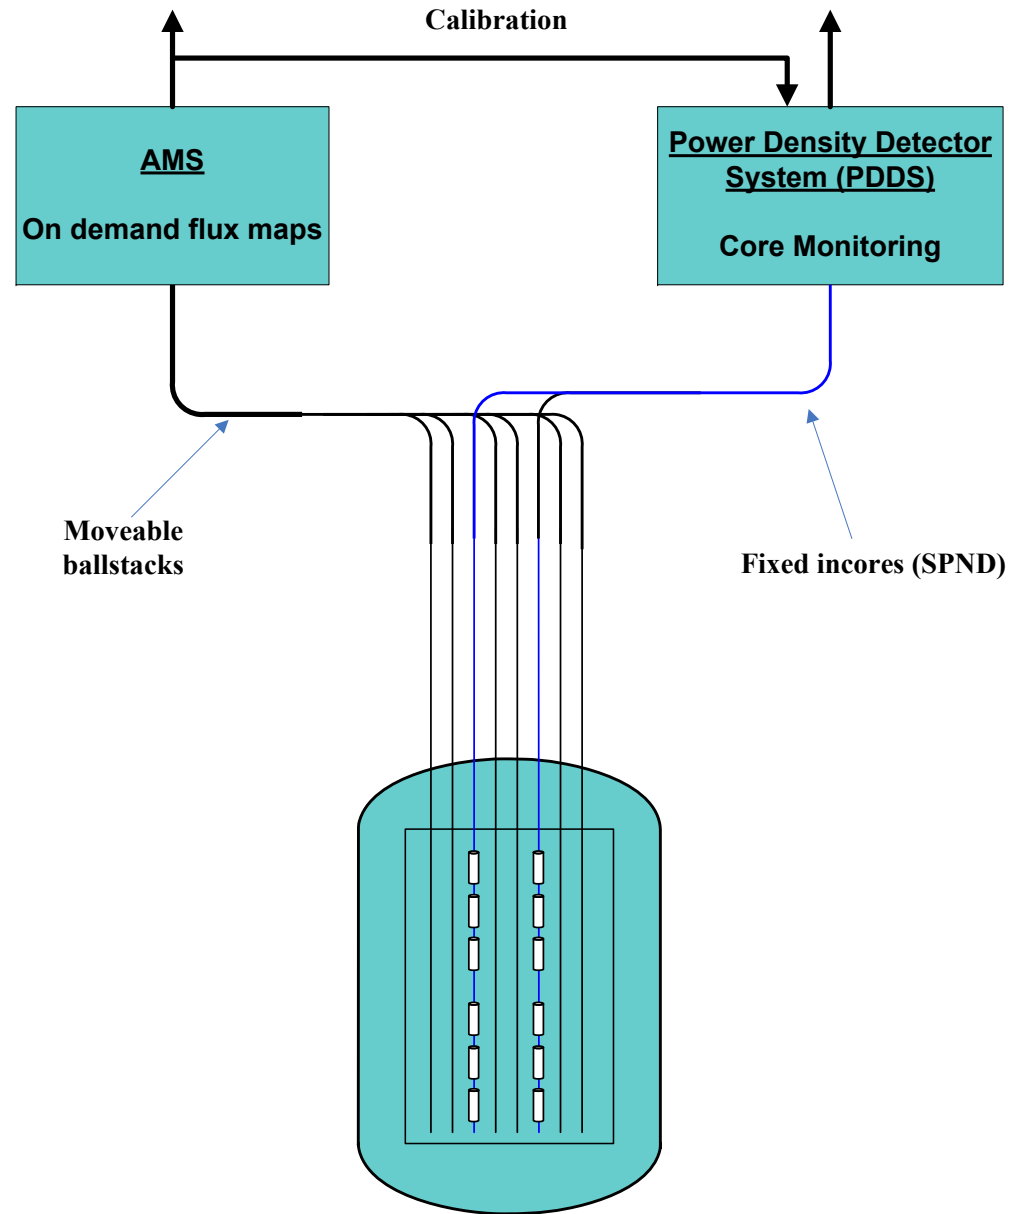 Calibration
AMS
On demand flux maps
Power Density Detector
System (PDDS)
Core Monitoring
Moveable
ballstacks
Fixed incores (SPND)